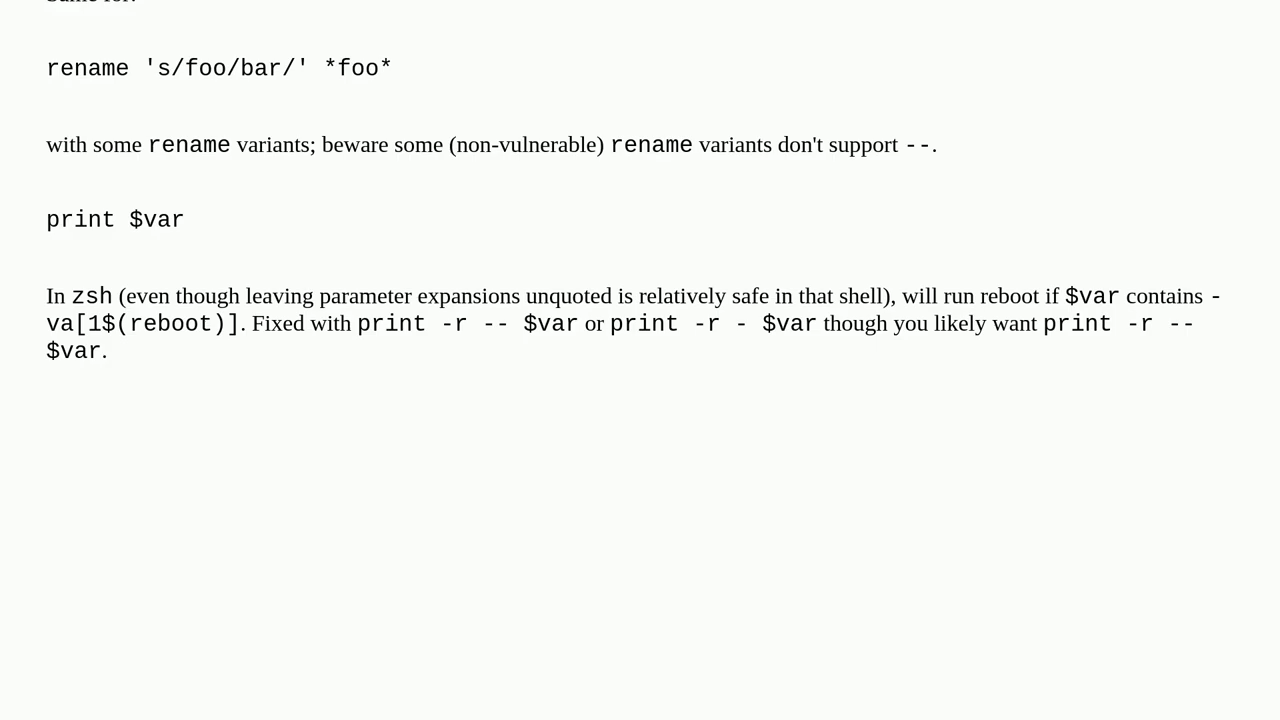 rename 's/foo/bar/' *foo*
with some rename variants; beware some (non-vulnerable) rename variants don't support --.
print $var
In zsh (even though leaving parameter expansions unquoted is relatively safe in that shell), will run reboot if $var contains -
va[1$(reboot)]. Fixed with print -r -- $var or print -r - $var though you likely want print -r --
$var.